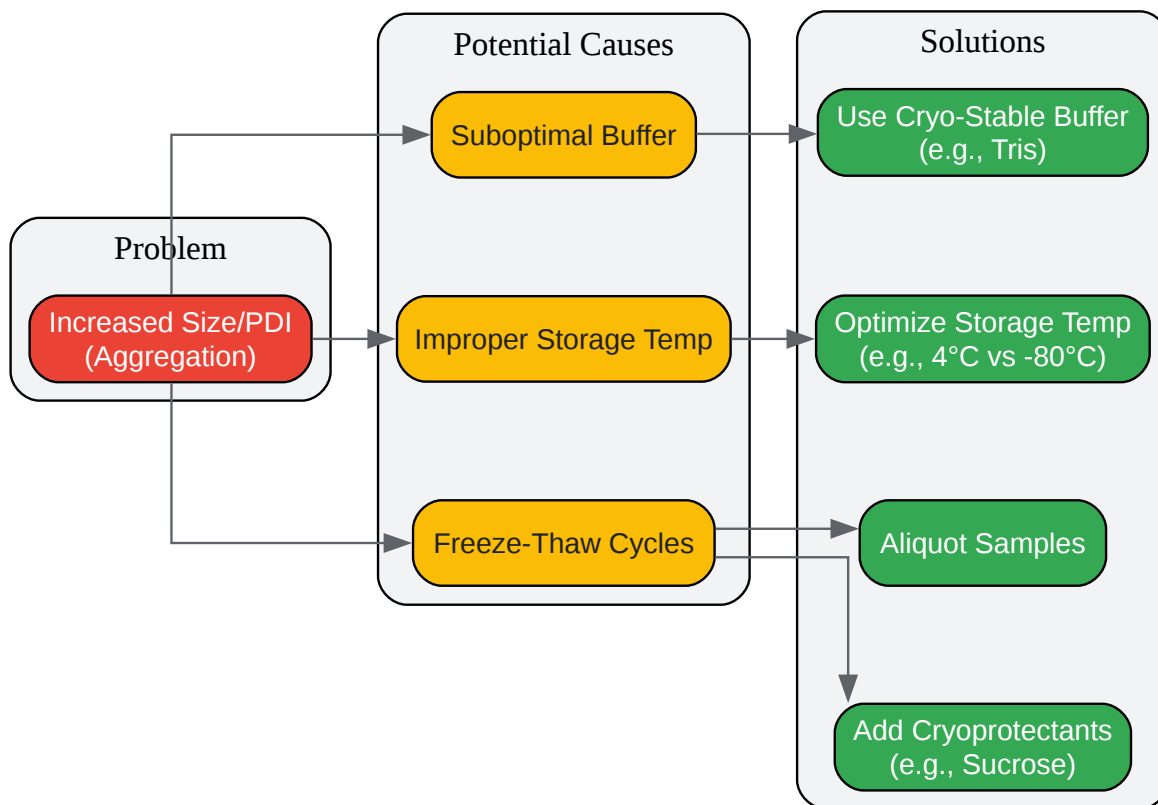 Potential Causes
Solutions
Suboptimal Buffer
Use Cryo-Stable Buffer
(e.g., Tris)
Problem
Increased Size/PDI
(Aggregation)
Improper Storage Temp
Optimize Storage Temp
(e.g., 4°C vs -80°C)
Freeze-Thaw Cycles
Aliquot Samples
Add Cryoprotectants
(e.g., Sucrose)